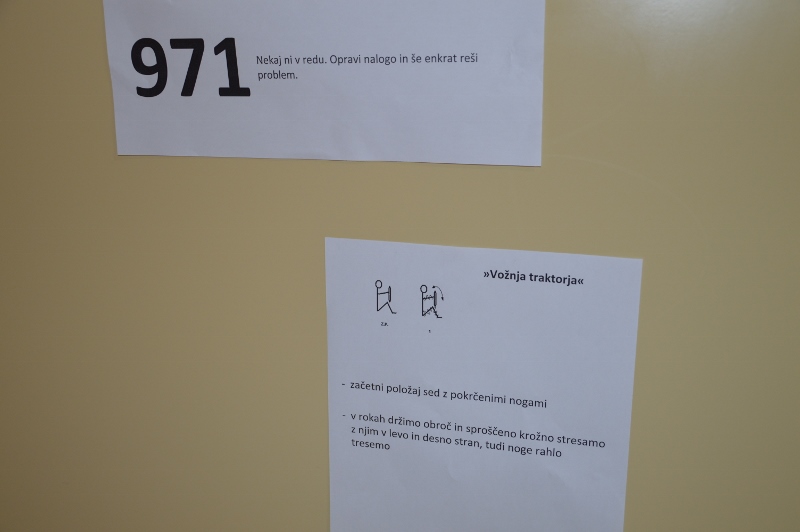 971
Nekaj ni v redu. Opravi nalogo in še enkrat reši
problem.
»Vožnja traktorja«
- začetni položaj sed z pokrčenimi nogami
- v rokah držimo obroč in sproščeno krožno stresamo
z njim v levo in desno stran, tudi noge rahlo
tresemo